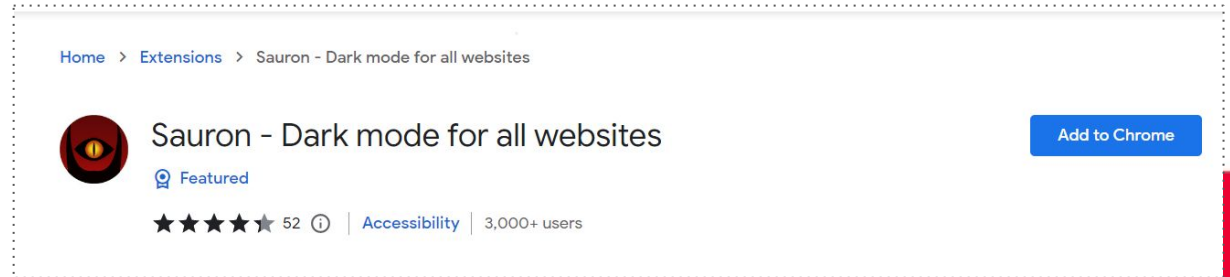 Home > Extensions > Sauron - Dark mode for all websites
Sauron - Dark mode for all websites
Add to Chrome
Featured
52 | Accessibility | 3,000+ users